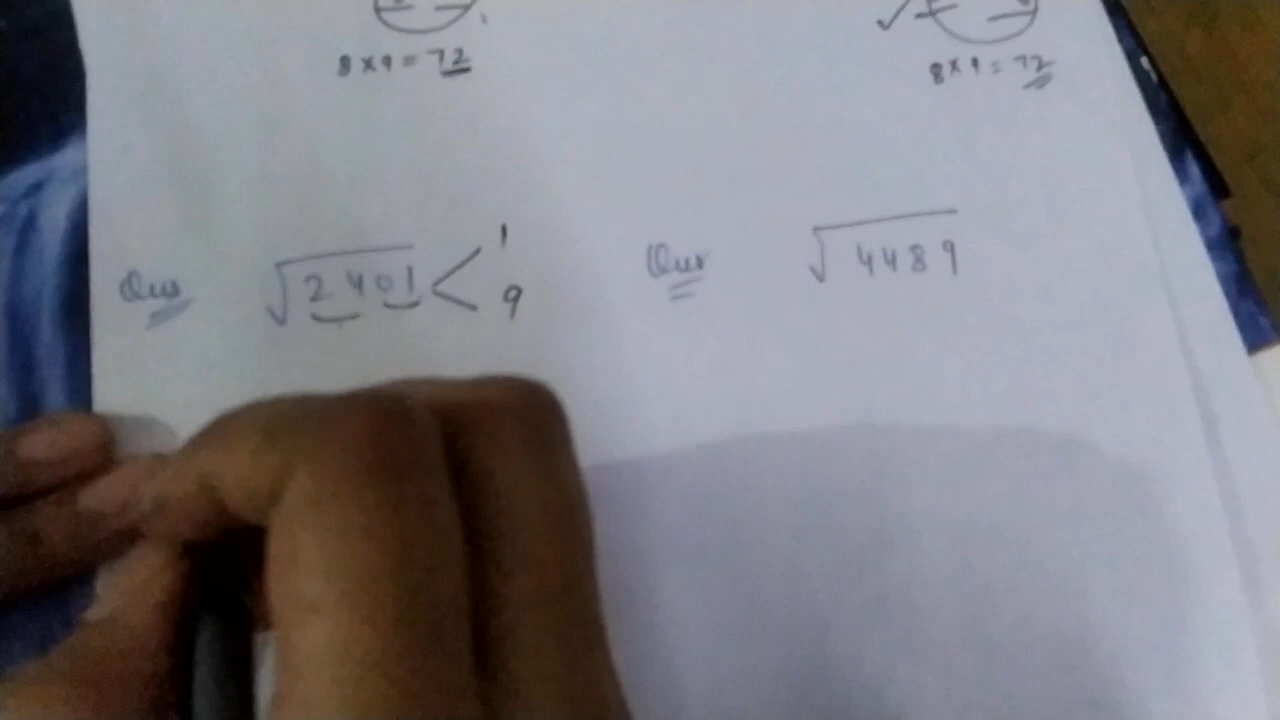 8 × 9 = 72
8 × 9 = 72
Que √2401 < 1 9
Que √4489